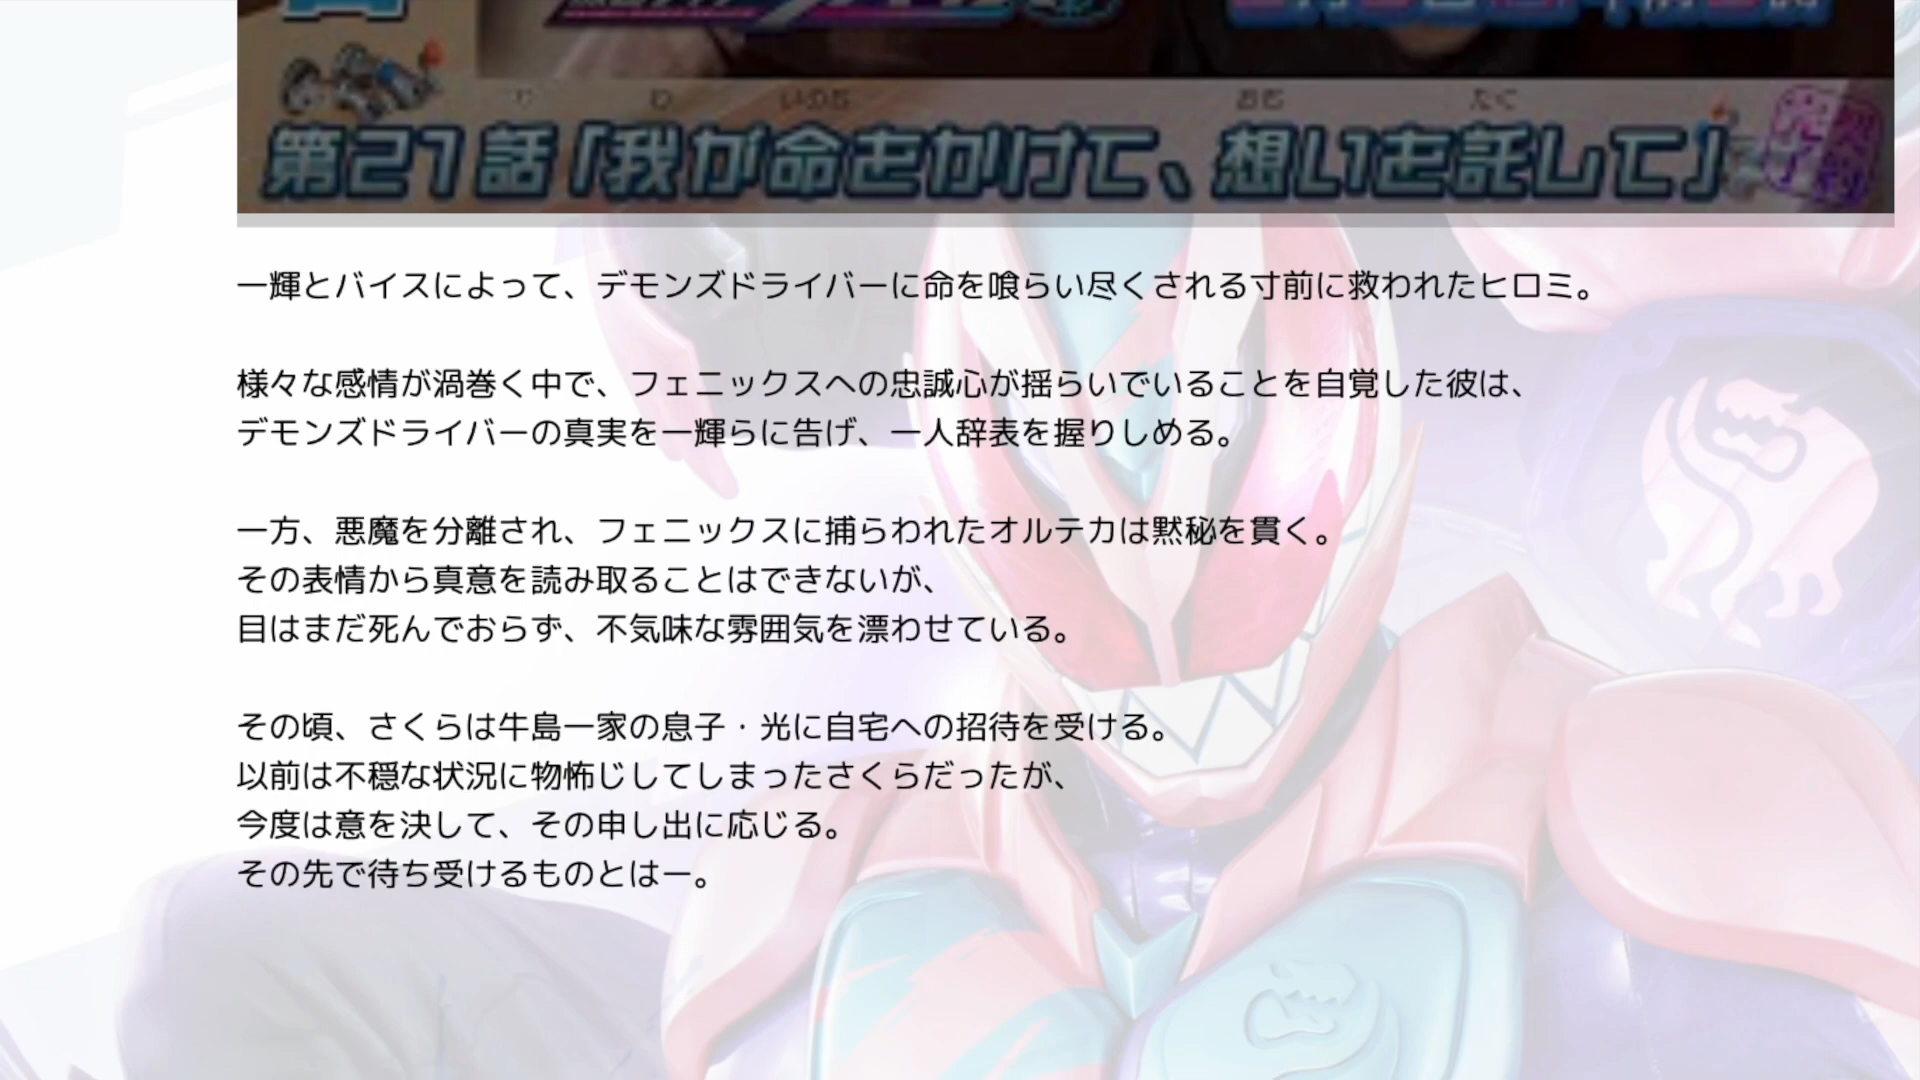 わ いのち おも たく
第21話「我が命をかけて、想いを託して」
一輝とバイスによって、デモンズドライバーに命を喰らい尽くされる寸前に救われたヒロミ。
様々な感情が渦巻く中で、フェニックスへの忠誠心が揺らいでいることを自覚した彼は、
デモンズドライバーの真実を一輝らに告げ、一人辞表を握りしめる。
一方、悪魔を分離され、フェニックスに捕らわれたオルテカは黙秘を貫く。
その表情から真意を読み取ることはできないが、
目はまだ死んでおらず、不気味な雰囲気を漂わせている。
その頃、さくらは牛島一家の息子・光に自宅への招待を受ける。
以前は不穏な状況に物怖じしてしまったさくらだったが、
今度は意を決して、その申し出に応じる。
その先で待ち受けるものとはー。